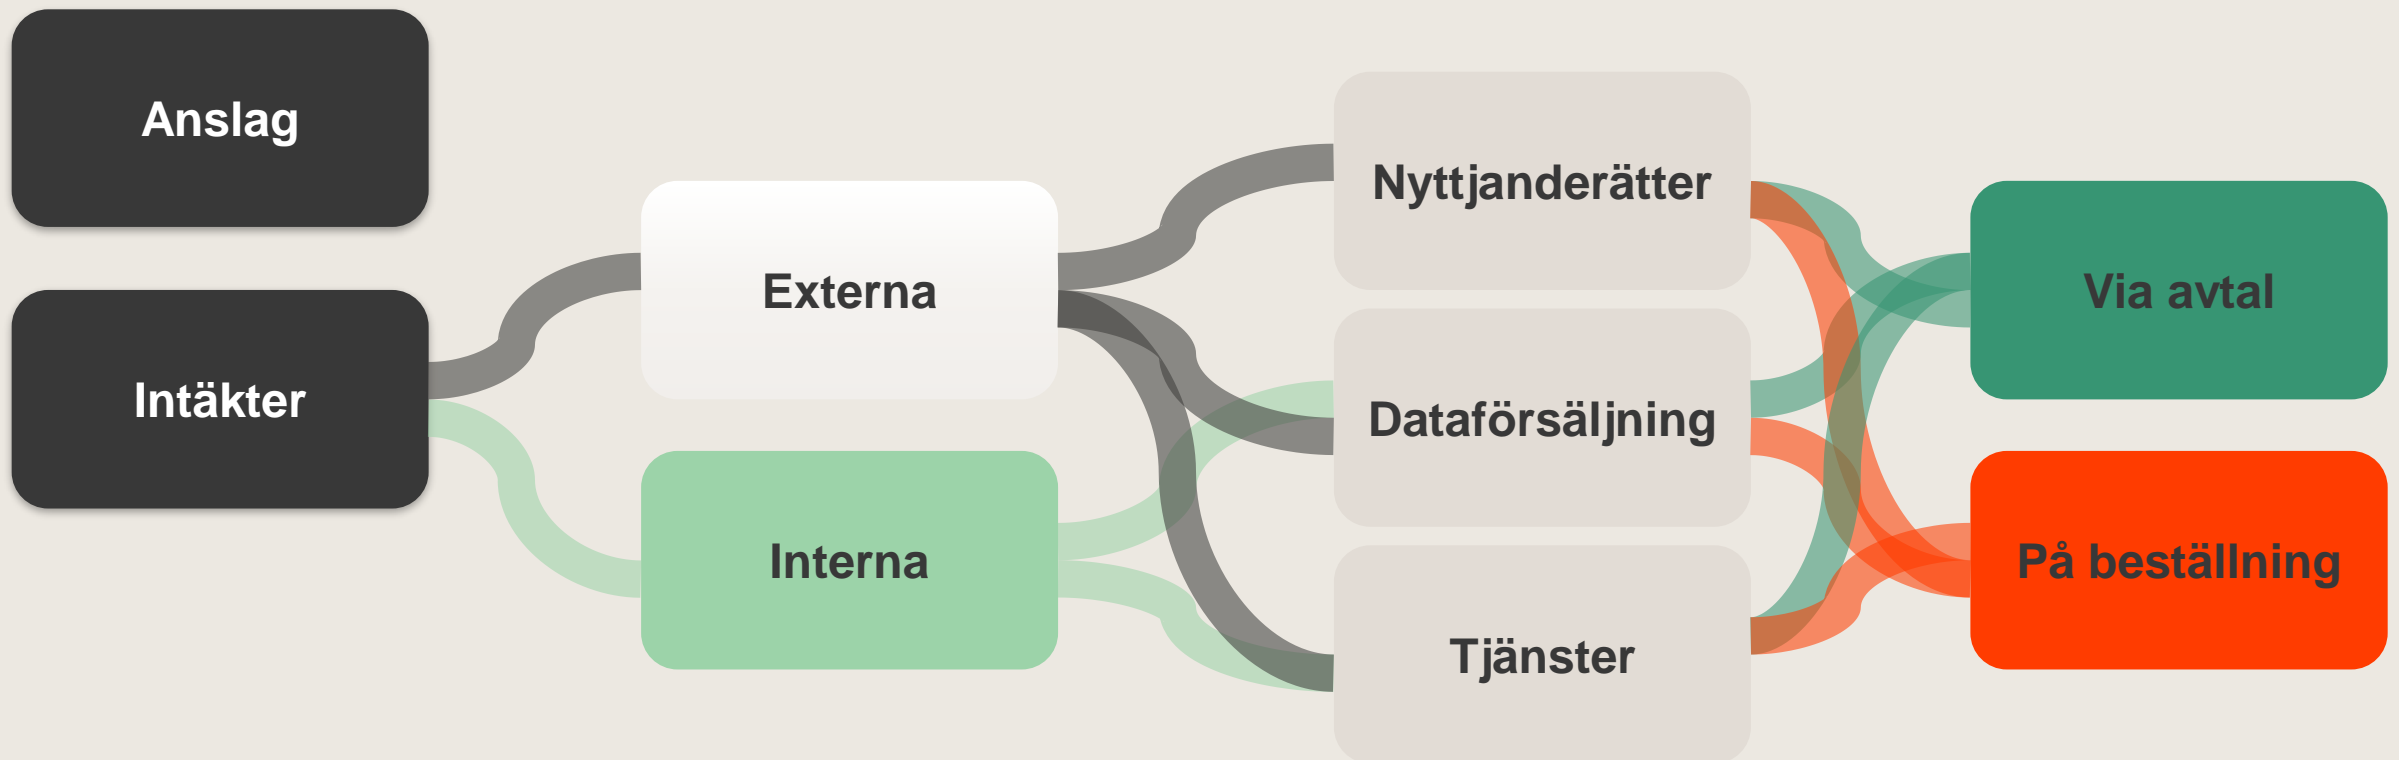 Anslag
Intäkter
Externa
Interna
Nyttjanderätter
Dataförsäljning
Tjänster
Via avtal
På beställning